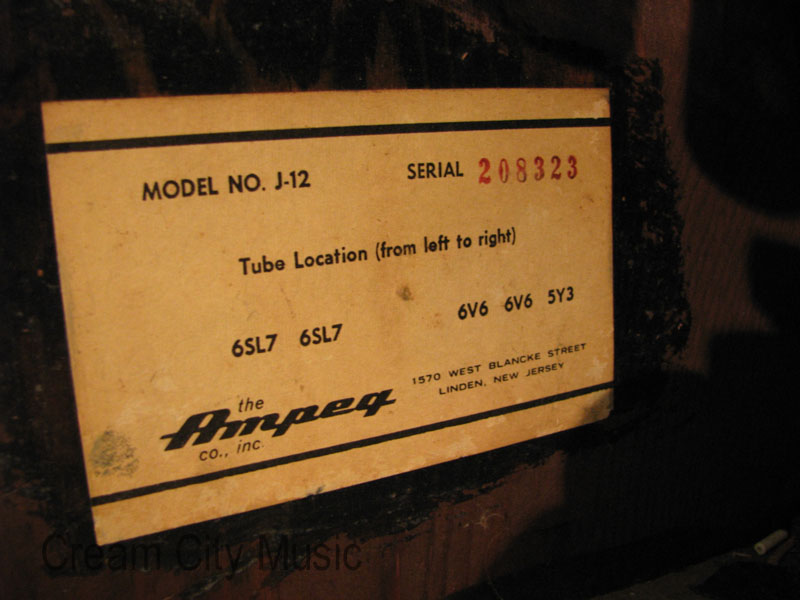 MODEL NO. J-12 SERIAL 208323
Tube Location (from left to right)
6SL7 6SL7 6V6 6V6 5Y3
the
Ampeg
co., inc.
1570 WEST BLANCKE STREET
LINDEN, NEW JERSEY
Cream City Music